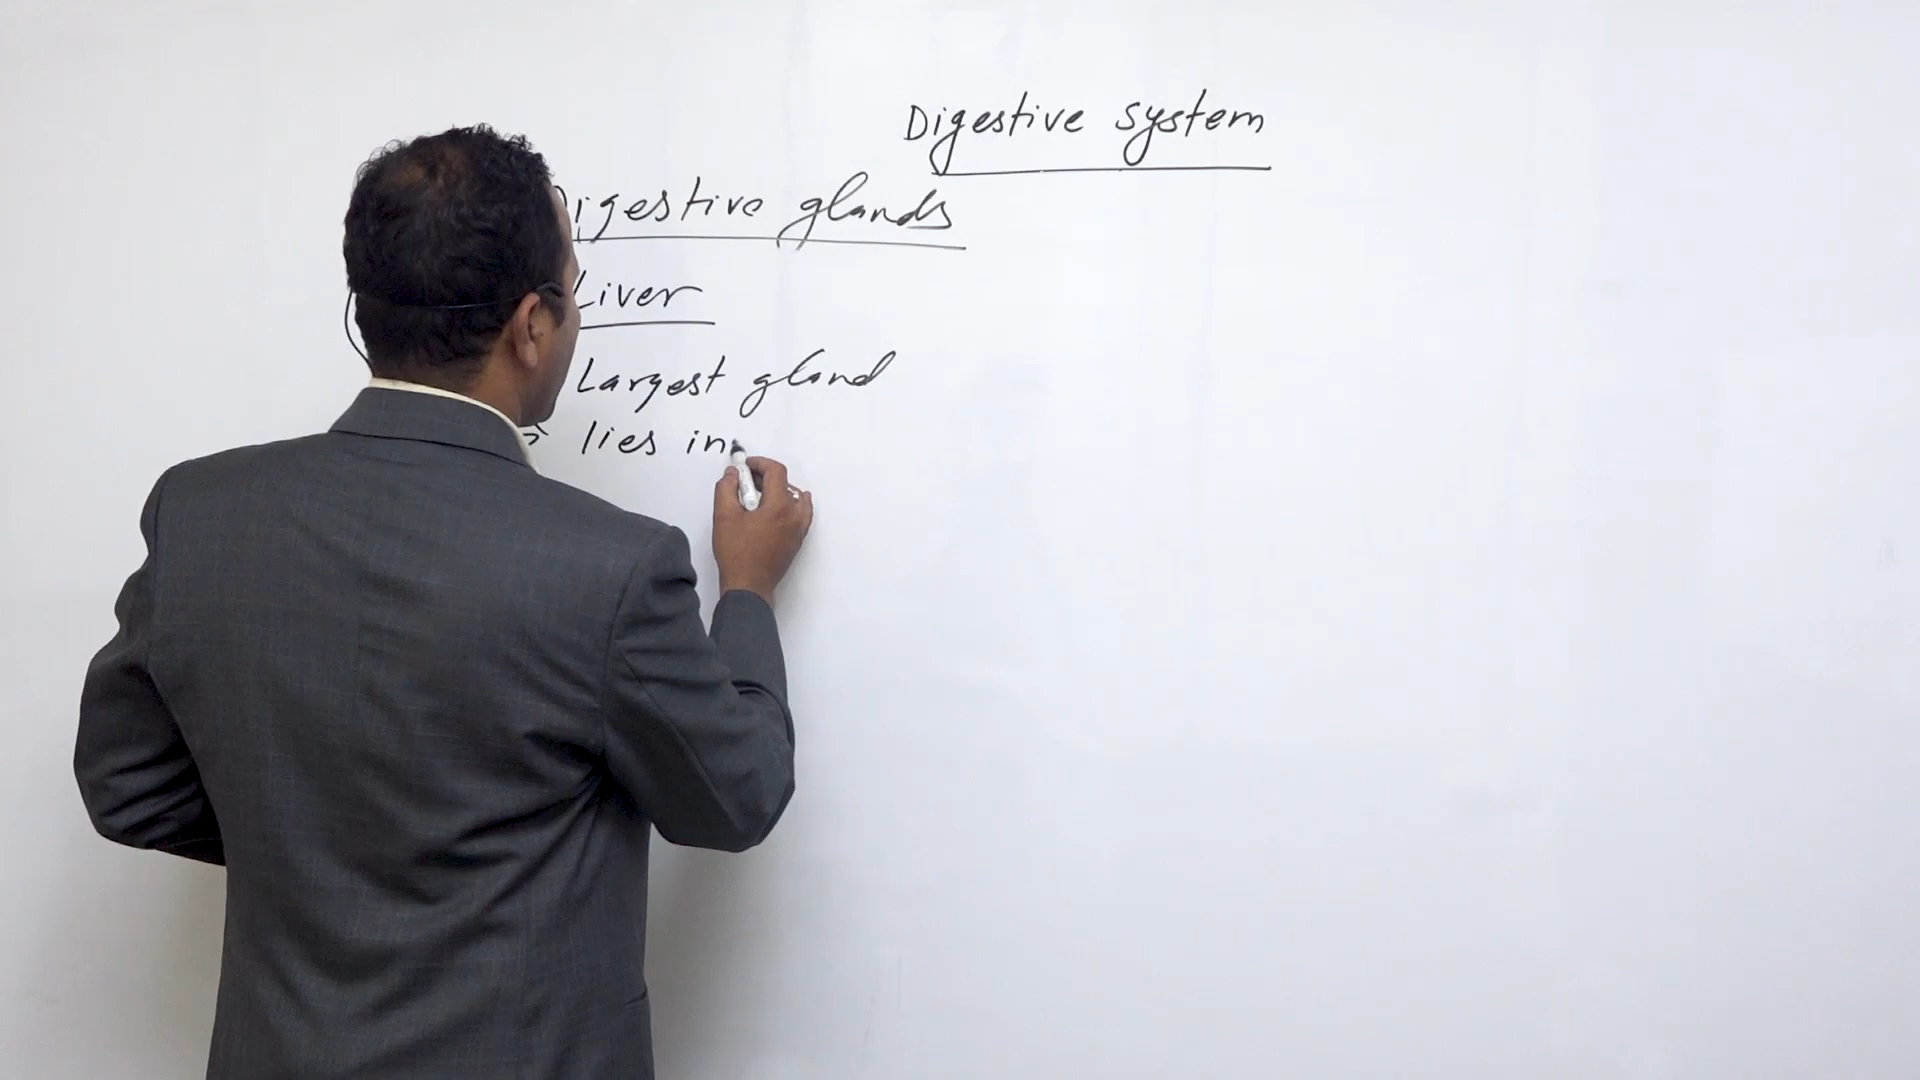 Digestive system
Digestive glands
Liver
Largest gland
→ lies in